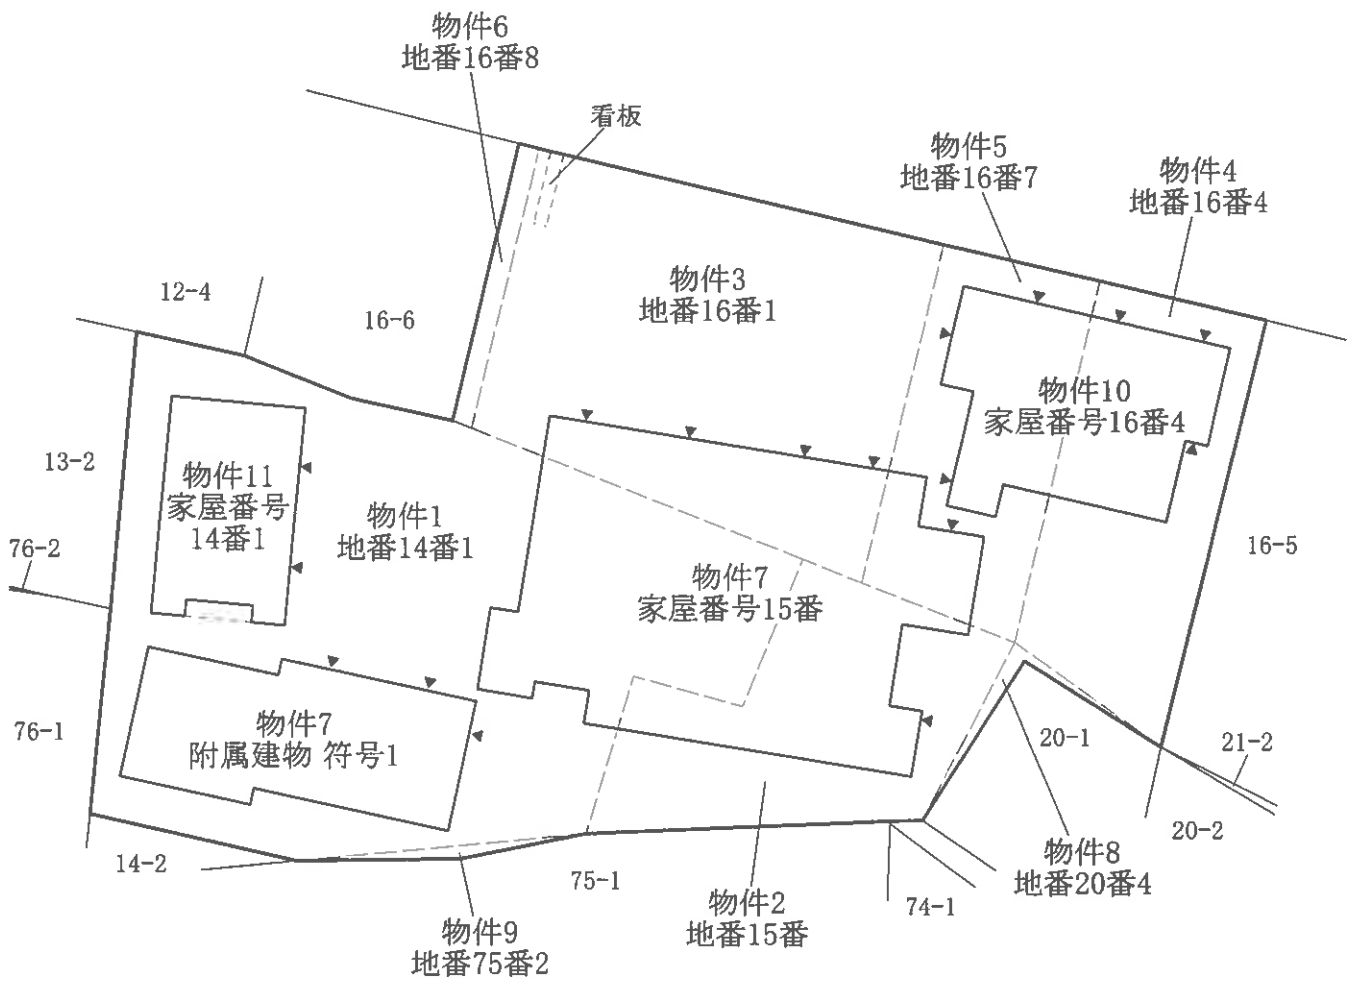 物件6
地番16番8
看板
物件5
地番16番7
物件4
地番16番4
物件3
地番16番1
12-4
16-6
物件10
家屋番号16番4
13-2
物件11
家屋番号
14番1
物件1
地番14番1
76-2
16-5
物件7
家屋番号15番
76-1
物件7
附属建物 符号1
20-1
21-2
20-2
14-2
75-1
物件8
地番20番4
74-1
物件2
地番15番
物件9
地番75番2